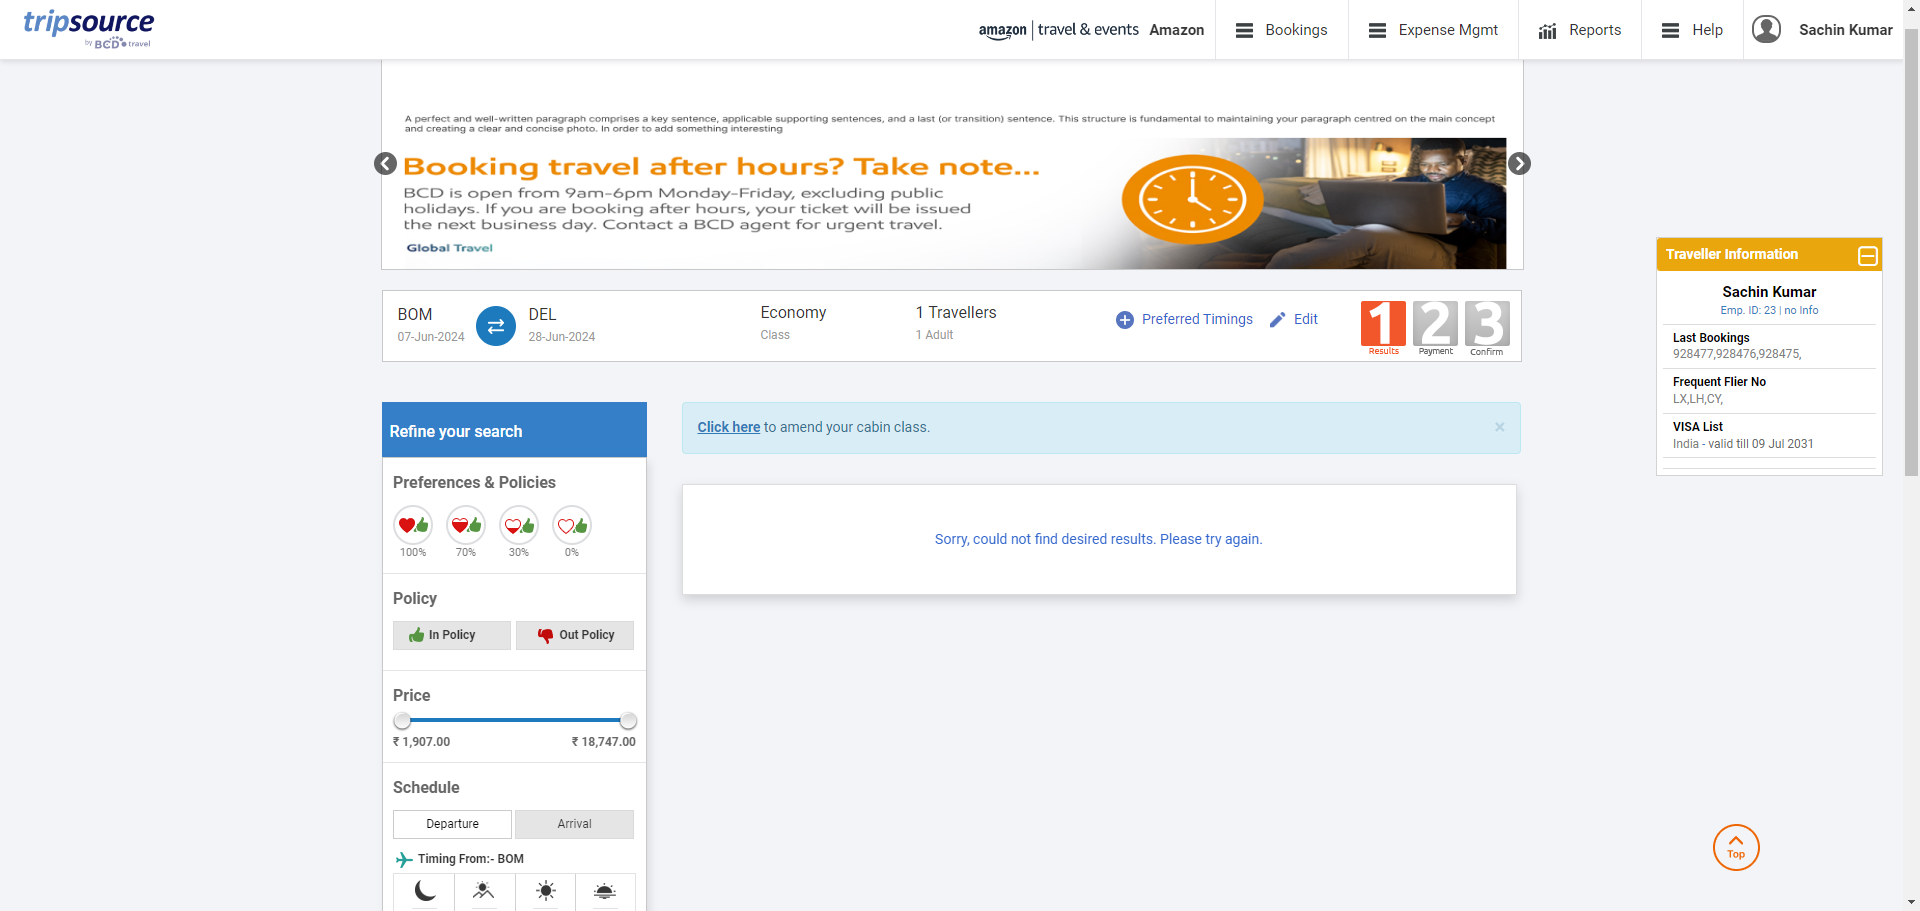 tripsource
by BCD travel
amazon | travel & events Amazon
Bookings
Expense Mgmt
Reports
Help
Sachin Kumar
A perfect and well-written paragraph comprises a key sentence, applicable supporting sentences, and a last (or transition) sentence. This structure is fundamental to maintaining your paragraph centred on the main concept
and creating a clear and concise photo. In order to add something interesting
Booking travel after hours? Take note...
BCD is open from 9am-6pm Monday-Friday, excluding public
holidays. If you are booking after hours, your ticket will be issued
the next business day. Contact a BCD agent for urgent travel.
Global Travel
BOM
07-Jun-2024
DEL
28-Jun-2024
Economy
Class
1 Travellers
1 Adult
Preferred Timings
Edit
1
Results
2
Payment
3
Confirm
Traveller Information
Sachin Kumar
Emp. ID: 23 | no Info
Last Bookings
928477,928476,928475,
Frequent Flier No
LX,LH,CY,
VISA List
India - valid till 09 Jul 2031
Refine your search
Preferences & Policies
100% 70% 30% 0%
Policy
In Policy
Out Policy
Price
₹ 1,907.00 ₹ 18,747.00
Schedule
Departure
Arrival
Timing From:- BOM
Click here to amend your cabin class.
×
Sorry, could not find desired results. Please try again.
Top